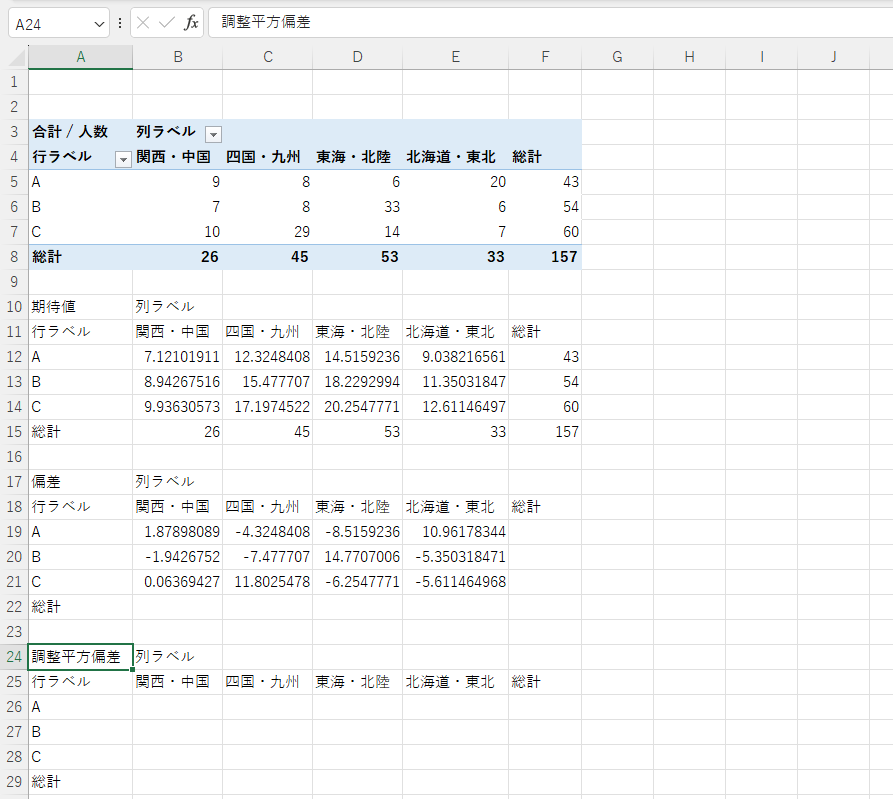 A24 fx 調整平方偏差
A B C D E F G H I J
1
2
3 合計 / 人数 列ラベル
4 行ラベル 関西・中国 四国・九州 東海・北陸 北海道・東北 総計
5 A 9 8 6 20 43
6 B 7 8 33 6 54
7 C 10 29 14 7 60
8 総計 26 45 53 33 157
9
10 期待値 列ラベル
11 行ラベル 関西・中国 四国・九州 東海・北陸 北海道・東北 総計
12 A 7.12101911 12.3248408 14.5159236 9.038216561 43
13 B 8.94267516 15.477707 18.2292994 11.35031847 54
14 C 9.93630573 17.1974522 20.2547771 12.61146497 60
15 総計 26 45 53 33 157
16
17 偏差 列ラベル
18 行ラベル 関西・中国 四国・九州 東海・北陸 北海道・東北 総計
19 A 1.87898089 -4.3248408 -8.5159236 10.96178344
20 B -1.9426752 -7.477707 14.7707006 -5.350318471
21 C 0.06369427 11.8025478 -6.2547771 -5.611464968
22 総計
23
24 調整平方偏差 列ラベル
25 行ラベル 関西・中国 四国・九州 東海・北陸 北海道・東北 総計
26 A
27 B
28 C
29 総計